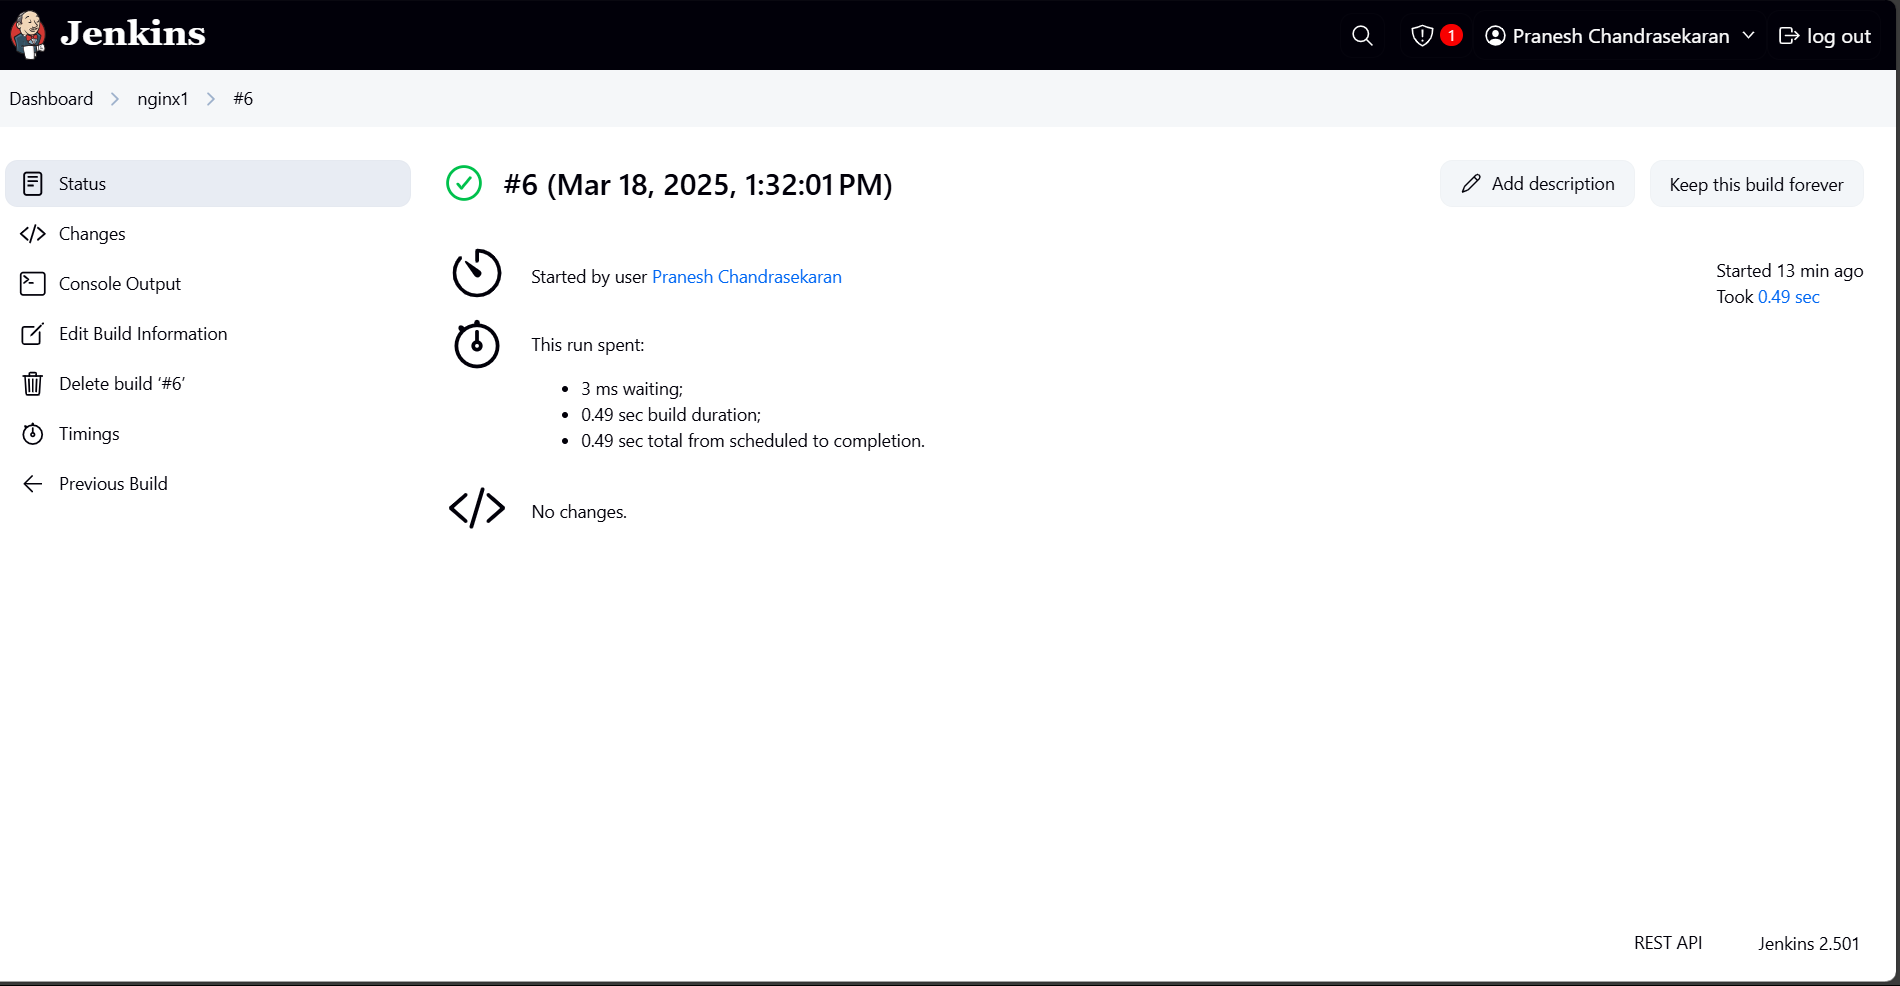 Jenkins
1
Pranesh Chandrasekaran
log out
Dashboard
nginx1
#6
Status
Changes
Console Output
Edit Build Information
Delete build ‘#6’
Timings
Previous Build
#6 (Mar 18, 2025, 1:32:01 PM)
Add description
Keep this build forever
Started by user Pranesh Chandrasekaran
Started 13 min ago
Took 0.49 sec
This run spent:
3 ms waiting;
0.49 sec build duration;
0.49 sec total from scheduled to completion.
No changes.
REST API
Jenkins 2.501